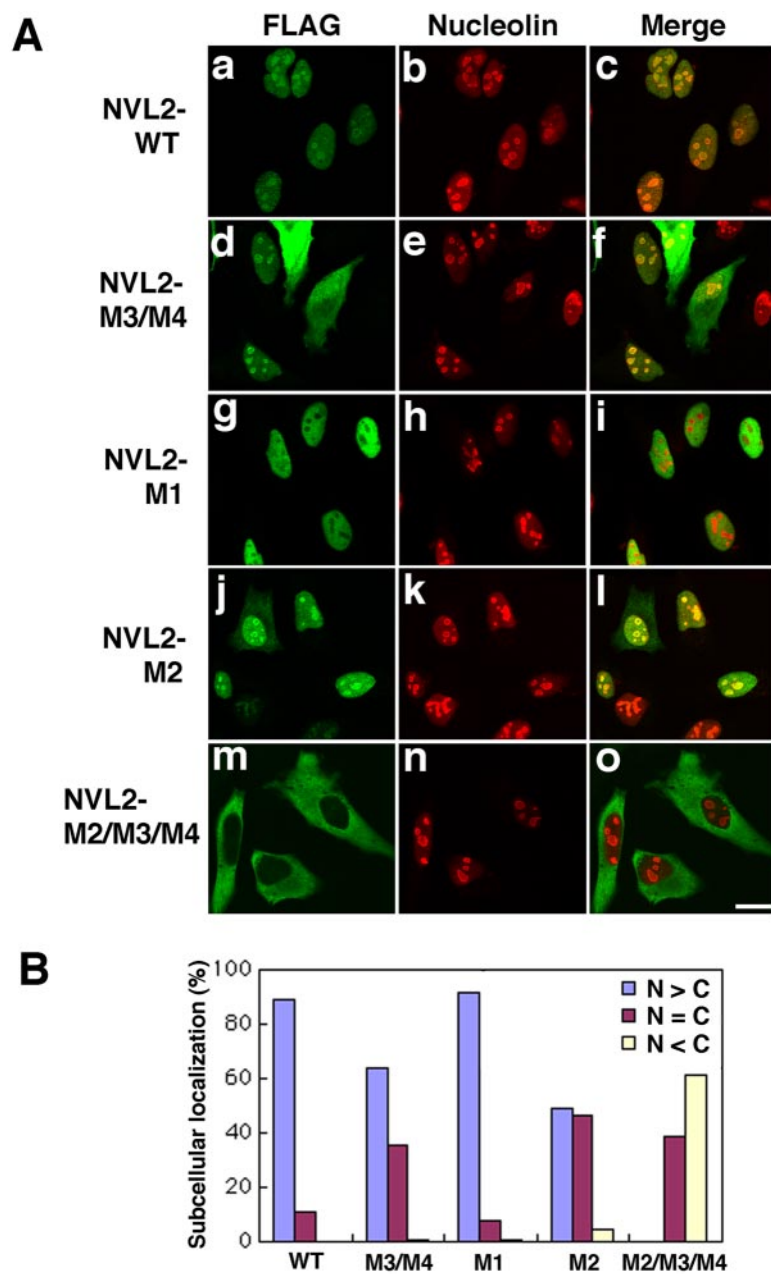 A
FLAG Nucleolin Merge
NVL2-
WT
a b c
NVL2-
M3/M4
d e f
NVL2-
M1
g h i
NVL2-
M2
j k l
NVL2-
M2/M3/M4
m n o
B
Subcellular localization (%)
100
80
60
40
20
0
N > C
N = C
N < C
WT M3/M4 M1 M2 M2/M3/M4